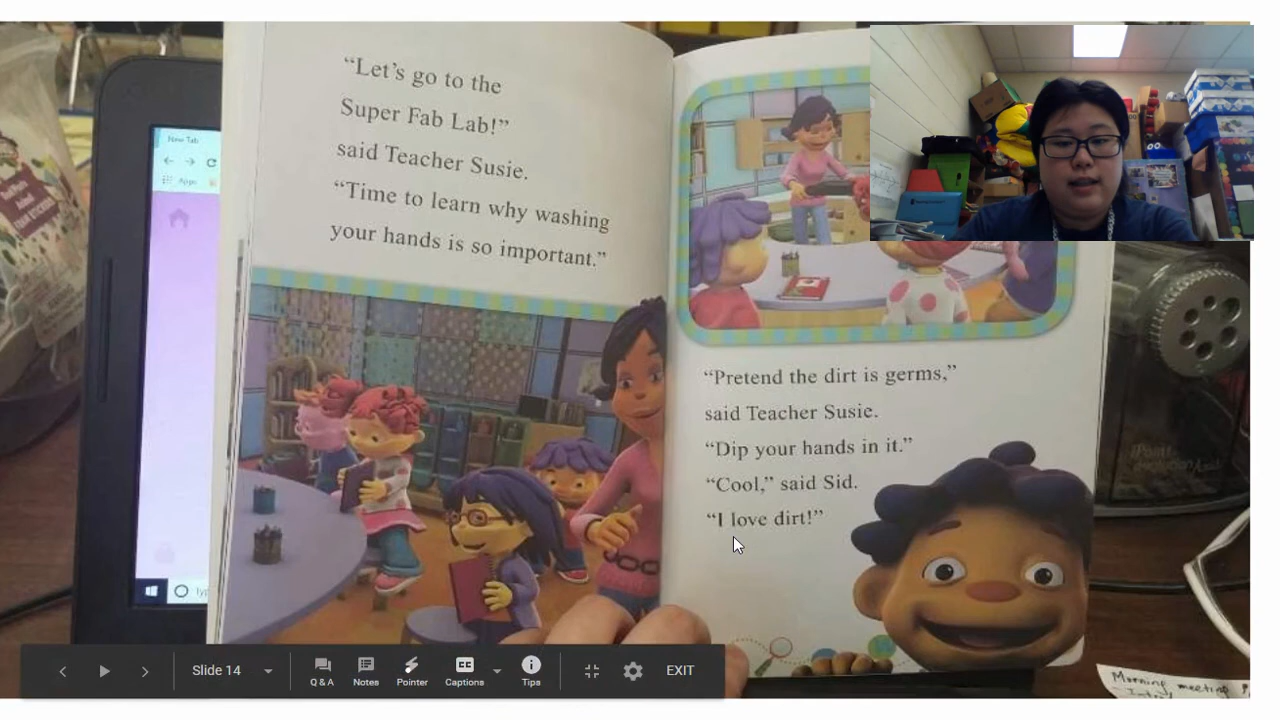 “Let’s go to the
Super Fab Lab!”
said Teacher Susie.
“Time to learn why washing
your hands is so important.”
“Pretend the dirt is germs,”
said Teacher Susie.
“Dip your hands in it.”
“Cool,” said Sid.
“I love dirt!”
New Tab
Apps
Morning meeting
Slide 14
Q & A
Notes
Pointer
Captions
Tips
EXIT